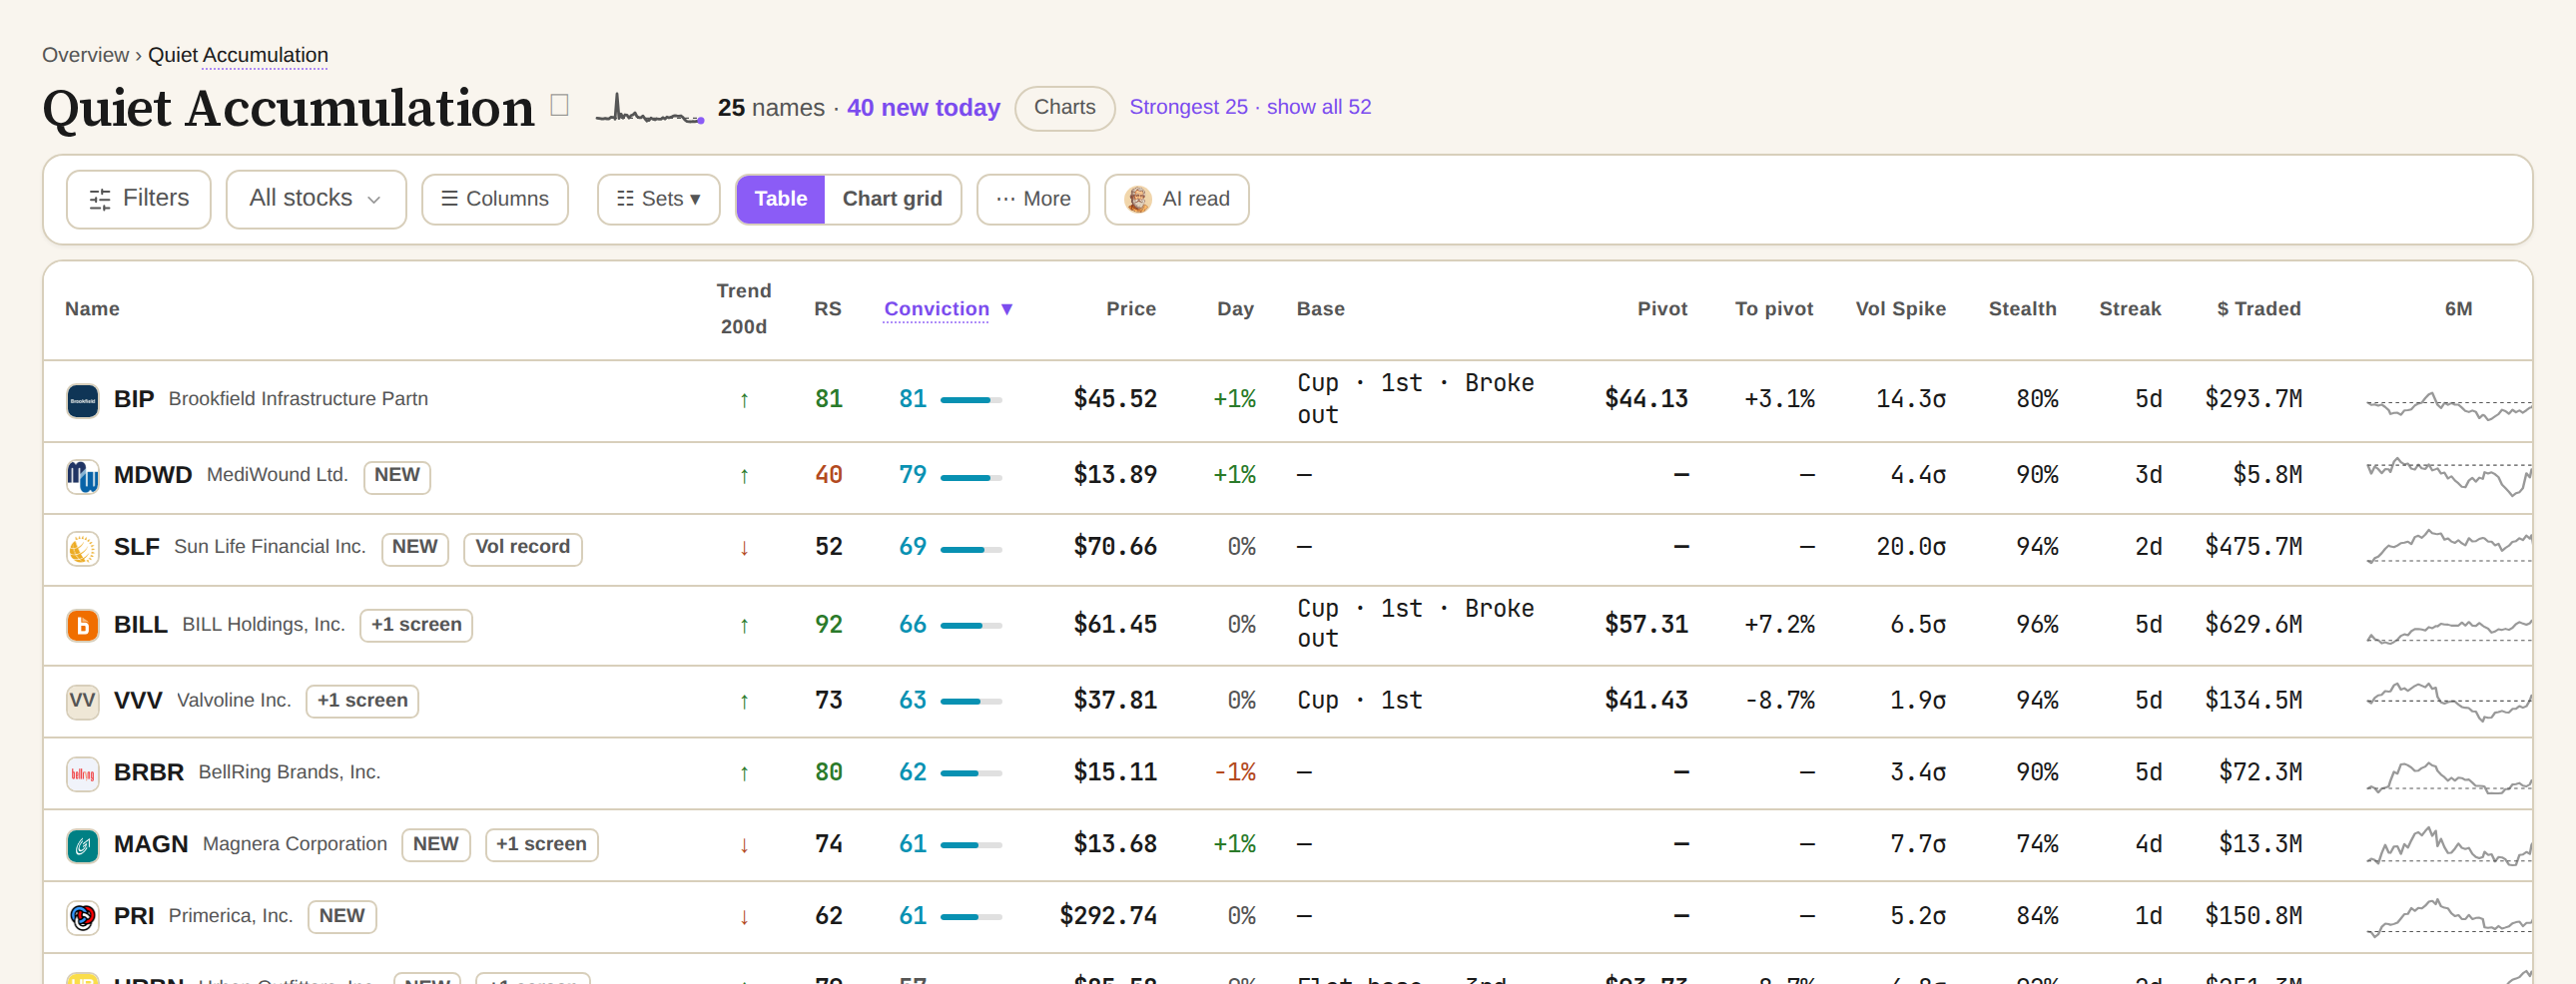 Overview › Quiet Accumulation
Quiet Accumulation 25 names · 40 new today Charts Strongest 25 · show all 52
Filters All stocks Columns Sets ▾ Table Chart grid ··· More AI read
Name Trend 200d RS Conviction ▼ Price Day Base Pivot To pivot Vol Spike Stealth Streak $ Traded 6M
Brookfield BIP Brookfield Infrastructure Partn ↑ 81 81 $45.52 +1% Cup · 1st · Broke out $44.13 +3.1% 14.3σ 80% 5d $293.7M
MDWD MediWound Ltd. NEW ↑ 40 79 $13.89 +1% — — — 4.4σ 90% 3d $5.8M
SLF Sun Life Financial Inc. NEW Vol record ↓ 52 69 $70.66 0% — — — 20.0σ 94% 2d $475.7M
BILL BILL Holdings, Inc. +1 screen ↑ 92 66 $61.45 0% Cup · 1st · Broke out $57.31 +7.2% 6.5σ 96% 5d $629.6M
VV VVV Valvoline Inc. +1 screen ↑ 73 63 $37.81 0% Cup · 1st $41.43 -8.7% 1.9σ 94% 5d $134.5M
bellring BRBR BellRing Brands, Inc. ↑ 80 62 $15.11 -1% — — — 3.4σ 90% 5d $72.3M
MAGN Magnera Corporation NEW +1 screen ↓ 74 61 $13.68 +1% — — — 7.7σ 74% 4d $13.3M
PRI Primerica, Inc. NEW ↓ 62 61 $292.74 0% — — — 5.2σ 84% 1d $150.8M
URBN Urban Outfitters, Inc. NEW +1 screen